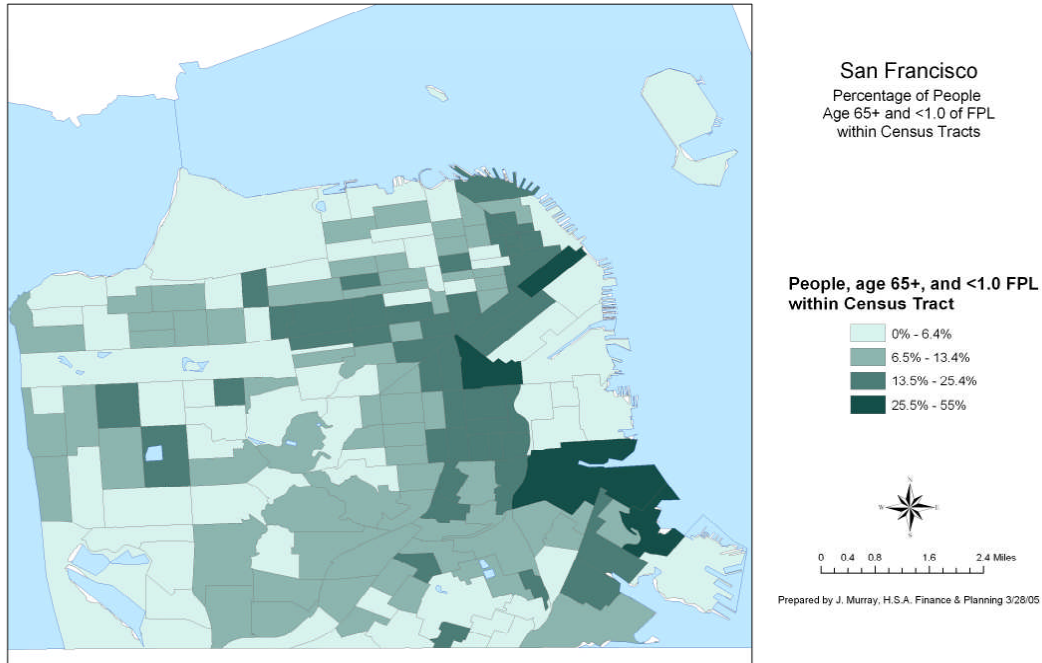 San Francisco
Percentage of People
Age 65+ and <1.0 of FPL
within Census Tracts
People, age 65+, and <1.0 FPL
within Census Tract
0% - 6.4%
6.5% - 13.4%
13.5% - 25.4%
25.5% - 55%
N
W E
S
0 0.4 0.8 1.6 2.4 Miles
Prepared by J. Murray, H.S.A. Finance & Planning 3/28/05